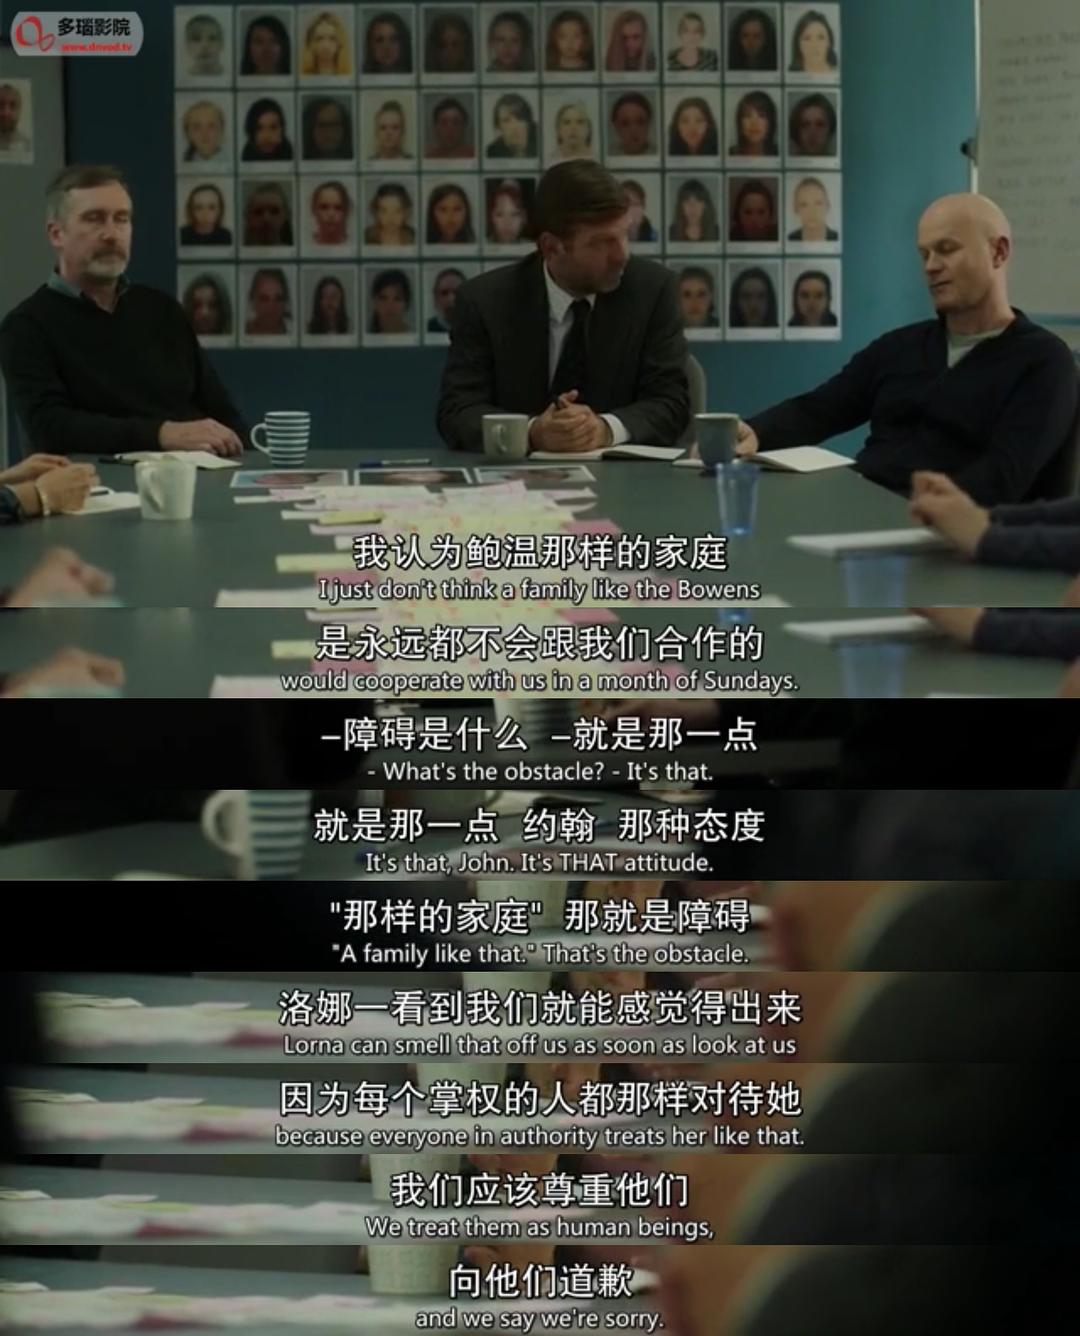 多瑙影院
www.dnvod.tv
我认为鲍温那样的家庭
I just don't think a family like the Bowens
是永远都不会跟我们合作的
would cooperate with us in a month of Sundays.
–障碍是什么 –就是那一点
- What's the obstacle? - It's that.
就是那一点 约翰 那种态度
It's that, John. It's THAT attitude.
"那样的家庭" 那就是障碍
"A family like that." That's the obstacle.
洛娜一看到我们就能感觉得出来
Lorna can smell that off us as soon as look at us
因为每个掌权的人都那样对待她
because everyone in authority treats her like that.
我们应该尊重他们
We treat them as human beings,
向他们道歉
and we say we're sorry.